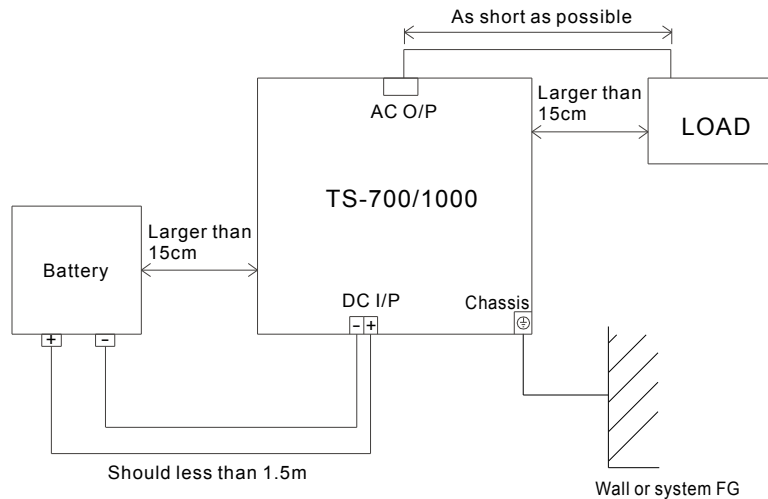 As short as possible
AC O/P
Larger than
15cm
LOAD
TS-700/1000
Larger than
15cm
Battery
DC I/P
Chassis
- +
+ -
Should less than 1.5m
Wall or system FG